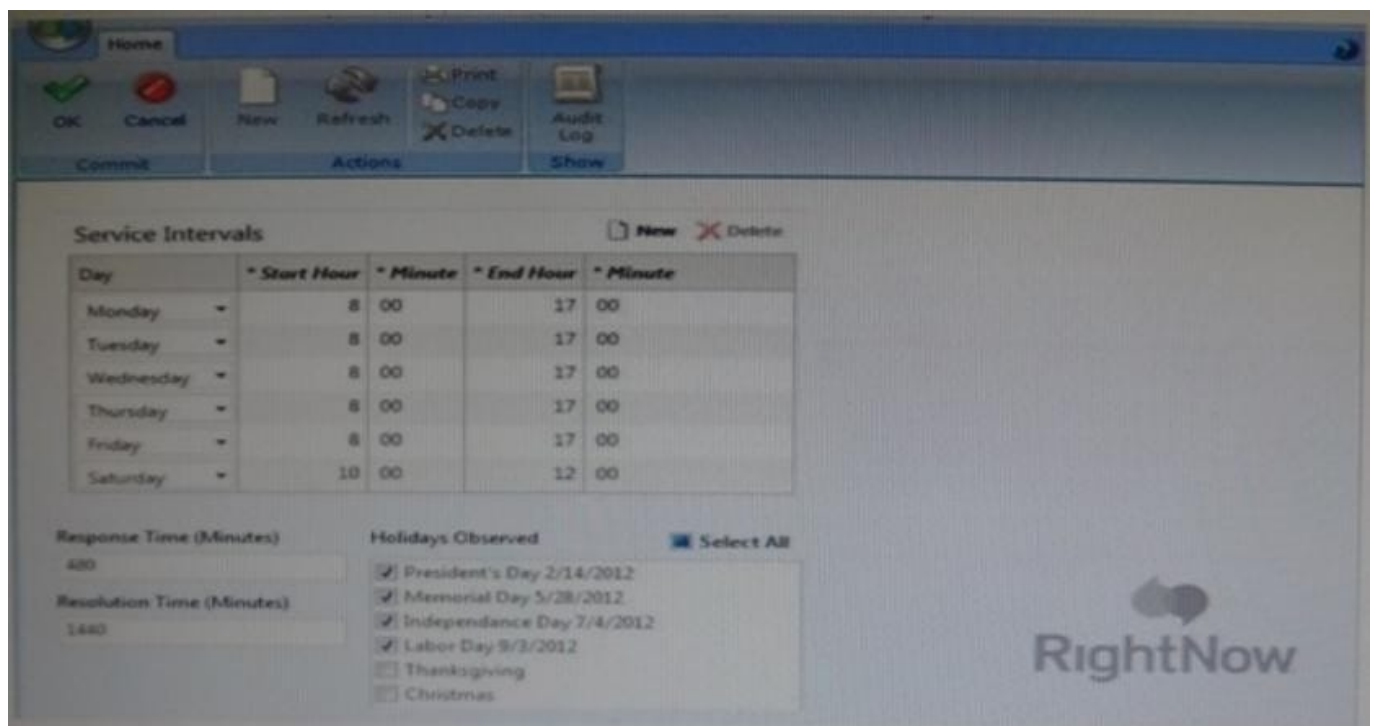 Home
OK Cancel New Refresh Print Copy Delete Audit Log
Commit Actions Show
Service Intervals New Delete
Day * Start Hour * Minute * End Hour * Minute
Monday 8 00 17 00
Tuesday 8 00 17 00
Wednesday 8 00 17 00
Thursday 8 00 17 00
Friday 8 00 17 00
Saturday 10 00 12 00
Response Time (Minutes)
480
Resolution Time (Minutes)
1440
Holidays Observed Select All
President's Day 2/14/2012
Memorial Day 5/28/2012
Independance Day 7/4/2012
Labor Day 9/3/2012
Thanksgiving
Christmas
RightNow